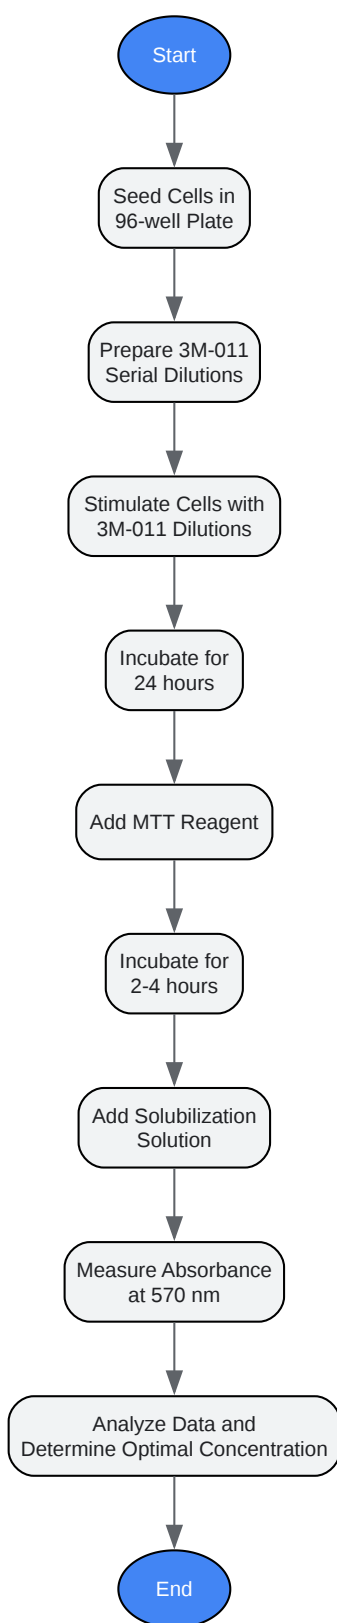 Start
Seed Cells in
96-well Plate
Prepare 3M-011
Serial Dilutions
Stimulate Cells with
3M-011 Dilutions
Incubate for
24 hours
Add MTT Reagent
Incubate for
2-4 hours
Add Solubilization
Solution
Measure Absorbance
at 570 nm
Analyze Data and
Determine Optimal Concentration
End